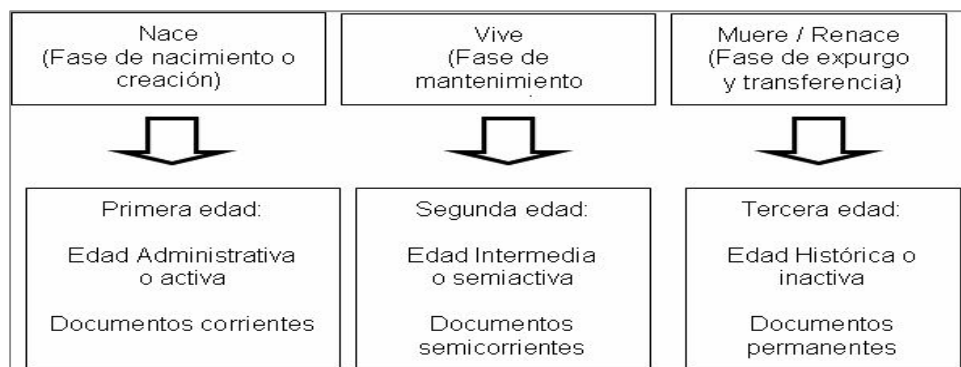 Nace
(Fase de nacimiento o
creación)
Vive
(Fase de
mantenimiento
Muere / Renace
(Fase de expurgo
y transferencia)
Primera edad:
Edad Administrativa
o activa
Documentos corrientes
Segunda edad:
Edad Intermedia
o semiactiva
Documentos
semicorrientes
Tercera edad:
Edad Histórica o
inactiva
Documentos
permanentes